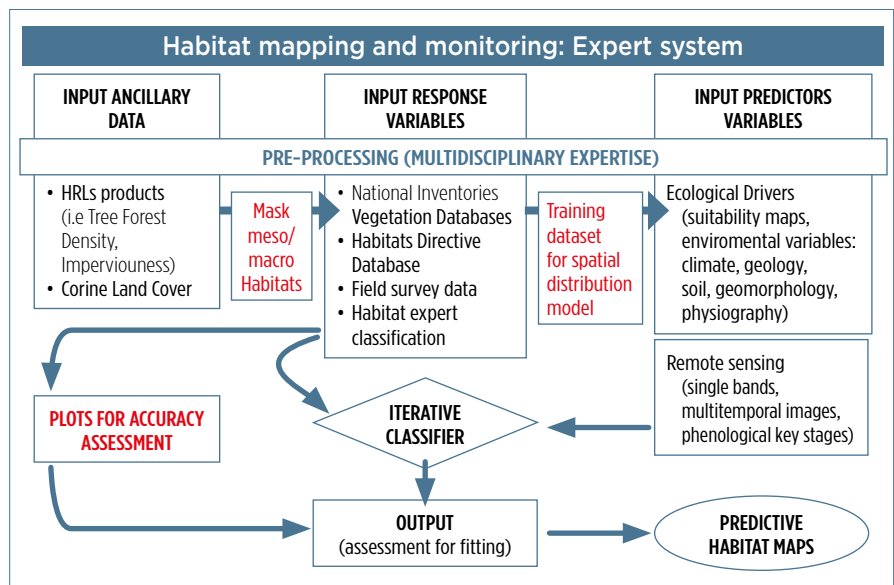 Habitat mapping and monitoring: Expert system
INPUT ANCILLARY
DATA
INPUT RESPONSE
VARIABLES
INPUT PREDICTORS
VARIABLES
PRE-PROCESSING (MULTIDISCIPLINARY EXPERTISE)
• HRLs products
(i.e Tree Forest
Density,
Imperviouness)
• Corine Land Cover
Mask
meso/
macro
Habitats
• National Inventories
Vegetation Databases
• Habitats Directive
Database
• Field survey data
• Habitat expert
classification
Training
dataset
for spatial
distribution
model
Ecological Drivers
(suitability maps,
enviromental variables:
climate, geology,
soil, geomorphology,
physiography)
Remote sensing
(single bands,
multitemporal images,
phenological key stages)
PLOTS FOR ACCURACY
ASSESSMENT
ITERATIVE
CLASSIFIER
OUTPUT
(assessment for fitting)
PREDICTIVE
HABITAT MAPS